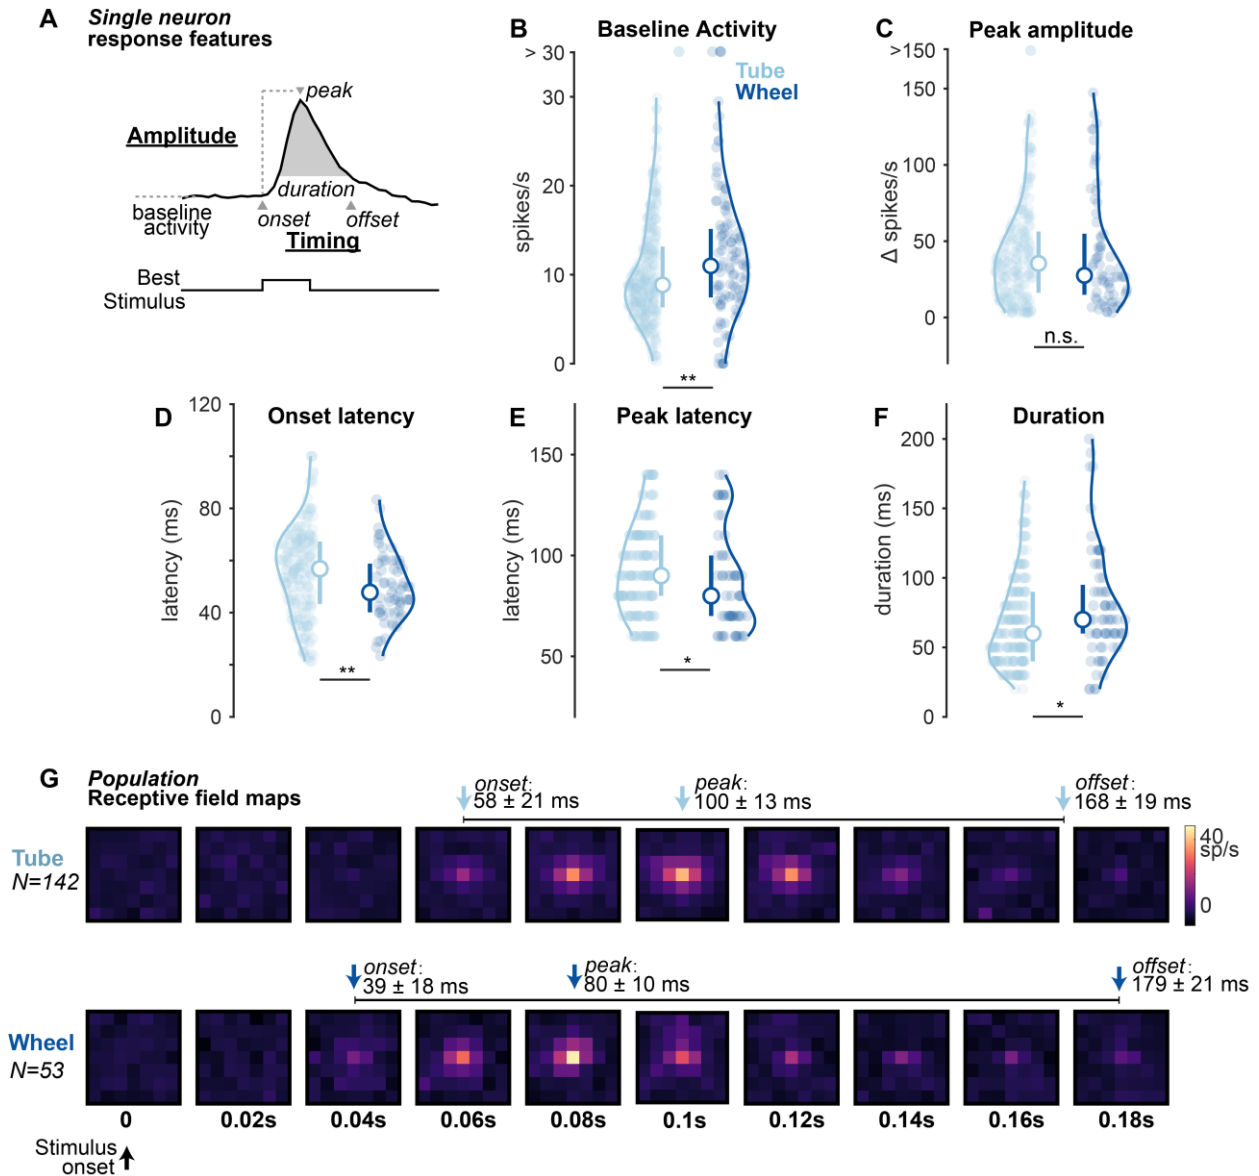 A
Single neuron
response features
peak
Amplitude
duration
baseline
activity
onset
offset
Timing
Best
Stimulus
B
Baseline Activity
> 30
30
20
10
0
spikes/s
Tube
Wheel
**
C
Peak amplitude
>150
150
100
50
0
Δ spikes/s
n.s.
D
Onset latency
120
80
40
0
latency (ms)
**
E
Peak latency
150
100
50
latency (ms)
*
F
Duration
200
150
100
50
0
duration (ms)
*
G
Population
Receptive field maps
onset:
58 ± 21 ms
peak:
100 ± 13 ms
offset:
168 ± 19 ms
Tube
N=142
40
sp/s
0
onset:
39 ± 18 ms
peak:
80 ± 10 ms
offset:
179 ± 21 ms
Wheel
N=53
0
0.02s
0.04s
0.06s
0.08s
0.1s
0.12s
0.14s
0.16s
0.18s
Stimulus
onset